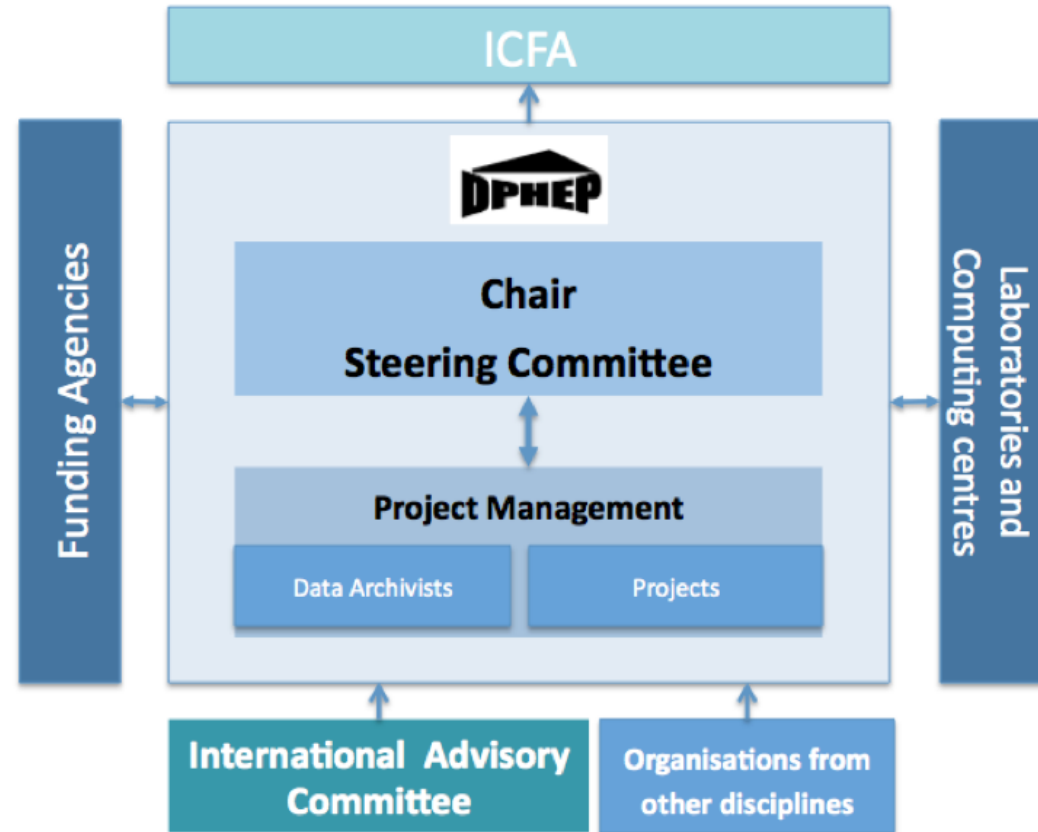 ICFA
DPHEP
Funding Agencies
Chair
Steering Committee
Project Management
Data Archivists
Projects
Laboratories and
Computing centres
International Advisory
Committee
Organisations from
other disciplines